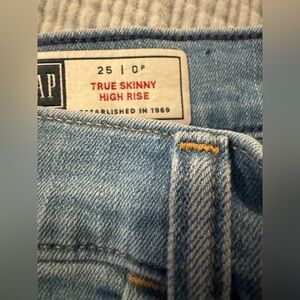 25 | 0P
TRUE SKINNY
HIGH RISE
AP
ESTABLISHED IN 1969